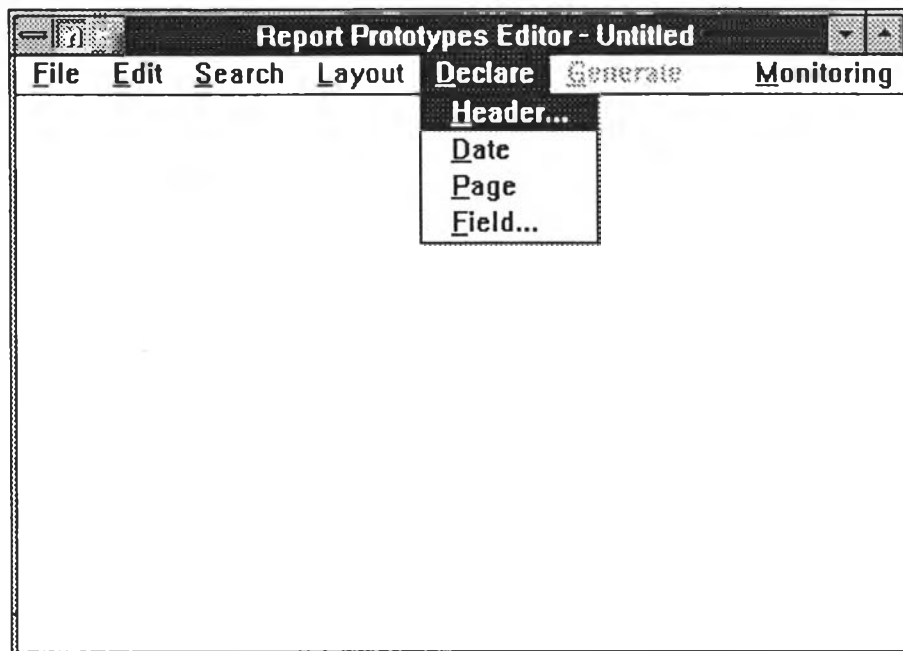 Report Prototypes Editor - Untitled
File Edit Search Layout Declare Generate Monitoring
Header...
Date
Page
Field...